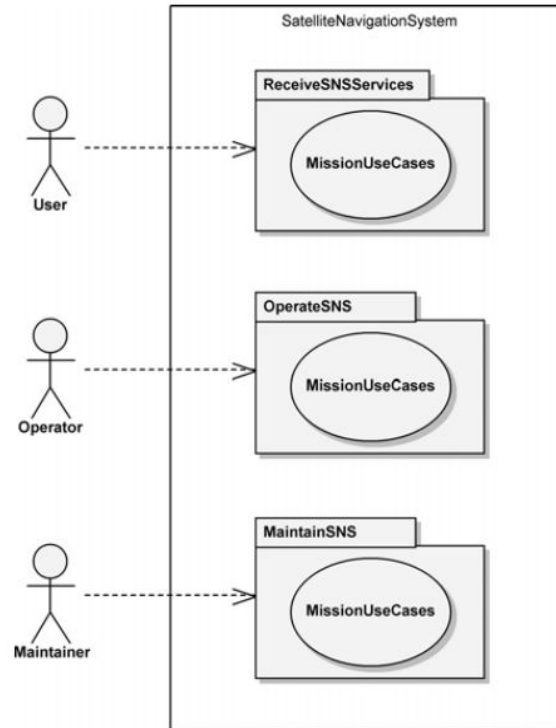 SatelliteNavigationSystem
ReceiveSNSServices
MissionUseCases
User
OperateSNS
MissionUseCases
Operator
MaintainSNS
MissionUseCases
Maintainer